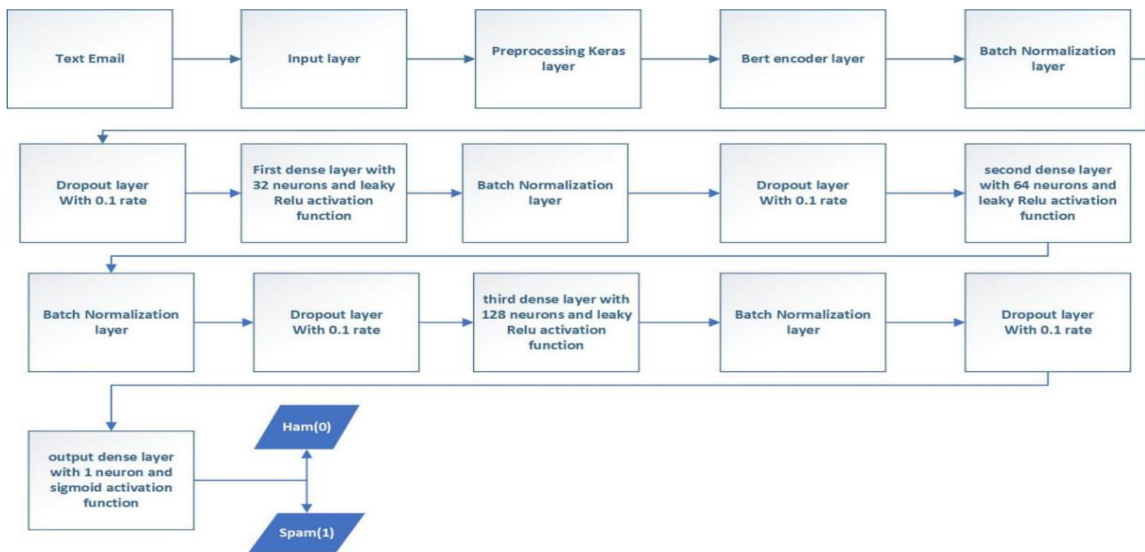 Text Email
Input layer
Preprocessing Keras
layer
Bert encoder layer
Batch Normalization
layer
Dropout layer
With 0.1 rate
First dense layer with
32 neurons and leaky
Relu activation
function
Batch Normalization
layer
Dropout layer
With 0.1 rate
second dense layer
with 64 neurons and
leaky Relu activation
function
Batch Normalization
layer
Dropout layer
With 0.1 rate
third dense layer with
128 neurons and leaky
Relu activation
function
Batch Normalization
layer
Dropout layer
With 0.1 rate
output dense layer
with 1 neuron and
sigmoid activation
function
Ham(0)
Spam(1)